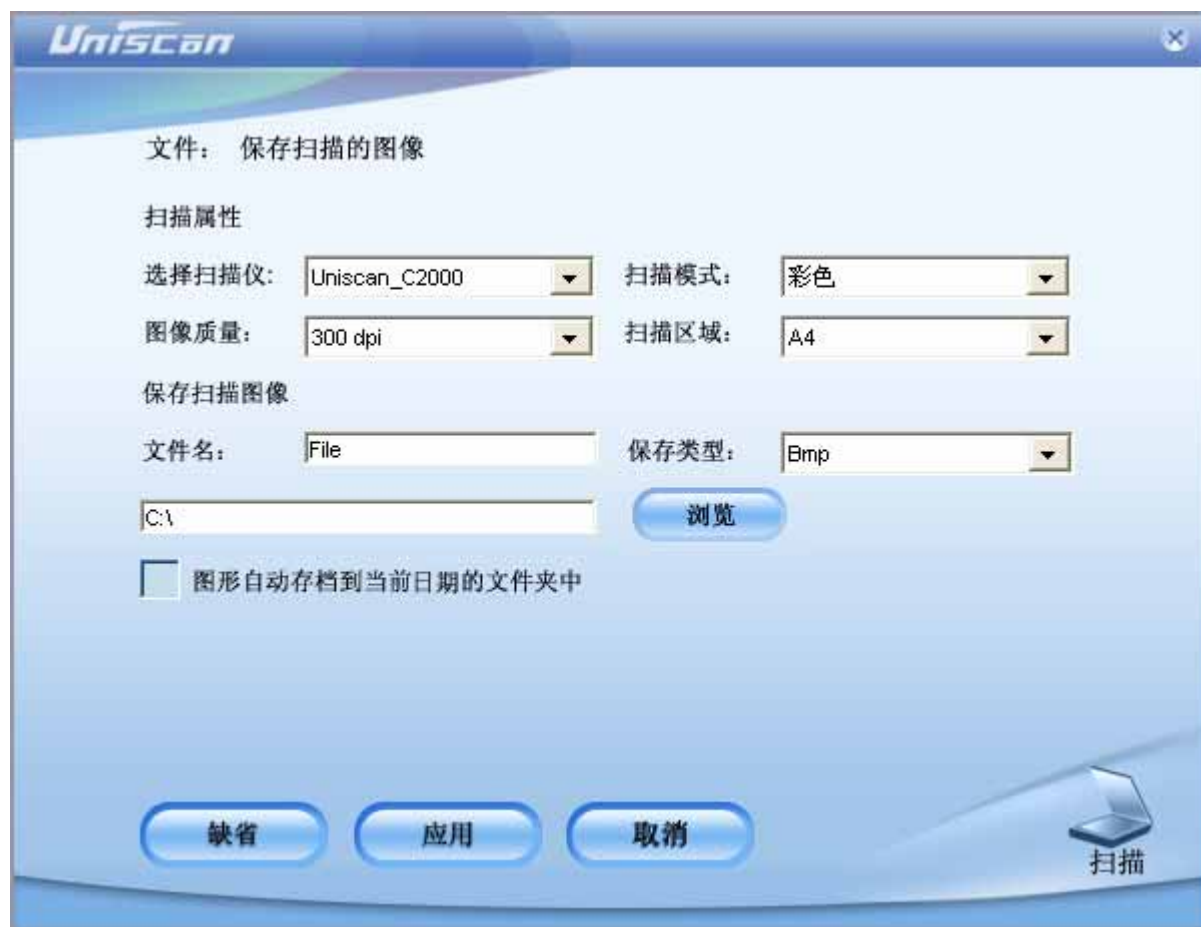 Uniscan
文件： 保存扫描的图像
扫描属性
选择扫描仪: Uniscan_C2000 扫描模式： 彩色
图像质量： 300 dpi 扫描区域： A4
保存扫描图像
文件名： File 保存类型： Bmp
C:\ 浏览
图形自动存档到当前日期的文件夹中
缺省 应用 取消 扫描